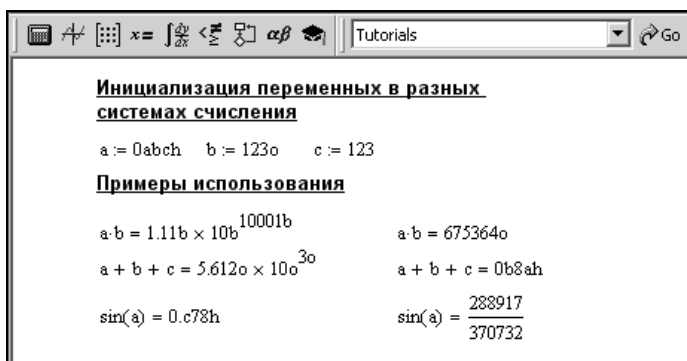 x= αβ Tutorials Go
Инициализация переменных в разных
системах счисления
a := 0abch b := 123o c := 123
Примеры использования
a·b = 1.11b × 10b^10001b a·b = 675364o
a + b + c = 5.612o × 10o^3o a + b + c = 0b8ah
sin(a) = 0.c78h sin(a) = 288917/370732